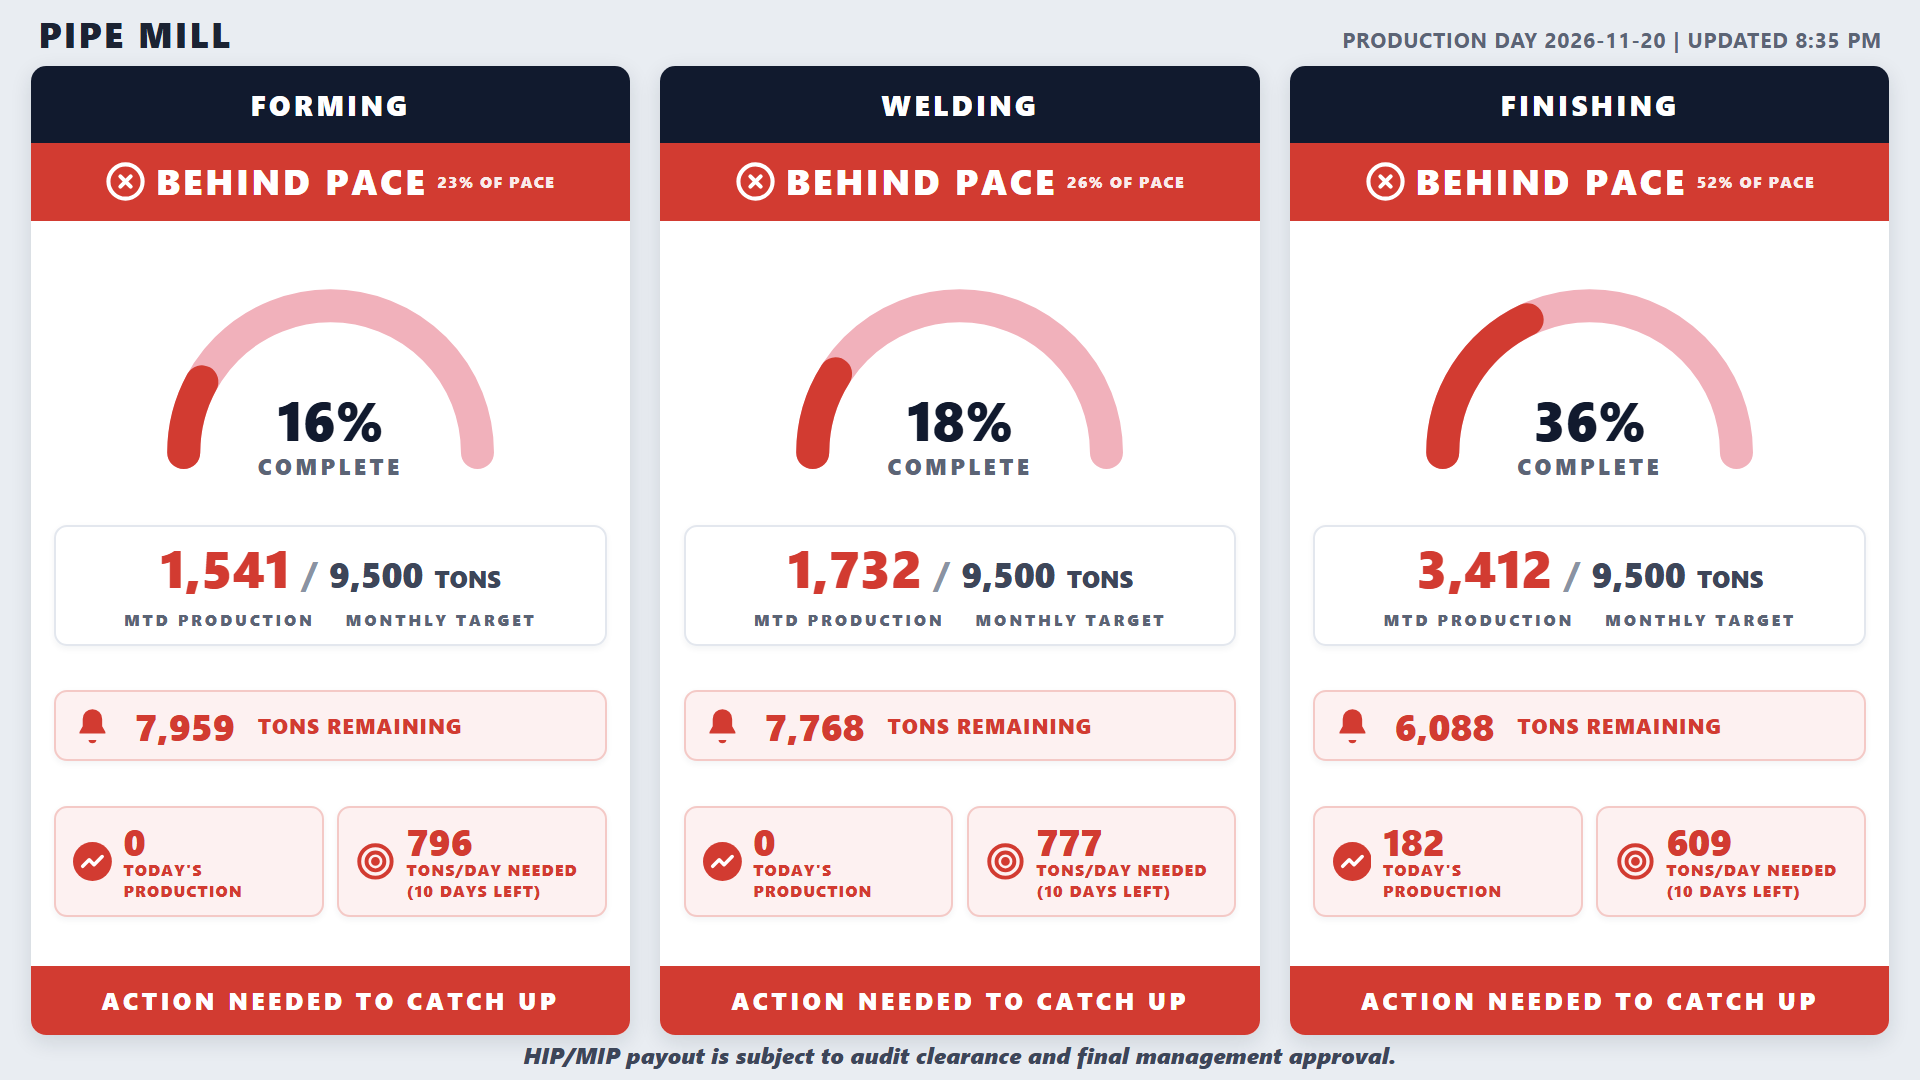 PIPE MILL
PRODUCTION DAY 2026-11-20 | UPDATED 8:35 PM
FORMING
BEHIND PACE 23% OF PACE
16%
COMPLETE
1,541 / 9,500 TONS
MTD PRODUCTION MONTHLY TARGET
7,959 TONS REMAINING
0
TODAY'S
PRODUCTION
796
TONS/DAY NEEDED
(10 DAYS LEFT)
ACTION NEEDED TO CATCH UP
WELDING
BEHIND PACE 26% OF PACE
18%
COMPLETE
1,732 / 9,500 TONS
MTD PRODUCTION MONTHLY TARGET
7,768 TONS REMAINING
0
TODAY'S
PRODUCTION
777
TONS/DAY NEEDED
(10 DAYS LEFT)
ACTION NEEDED TO CATCH UP
FINISHING
BEHIND PACE 52% OF PACE
36%
COMPLETE
3,412 / 9,500 TONS
MTD PRODUCTION MONTHLY TARGET
6,088 TONS REMAINING
182
TODAY'S
PRODUCTION
609
TONS/DAY NEEDED
(10 DAYS LEFT)
ACTION NEEDED TO CATCH UP
HIP/MIP payout is subject to audit clearance and final management approval.